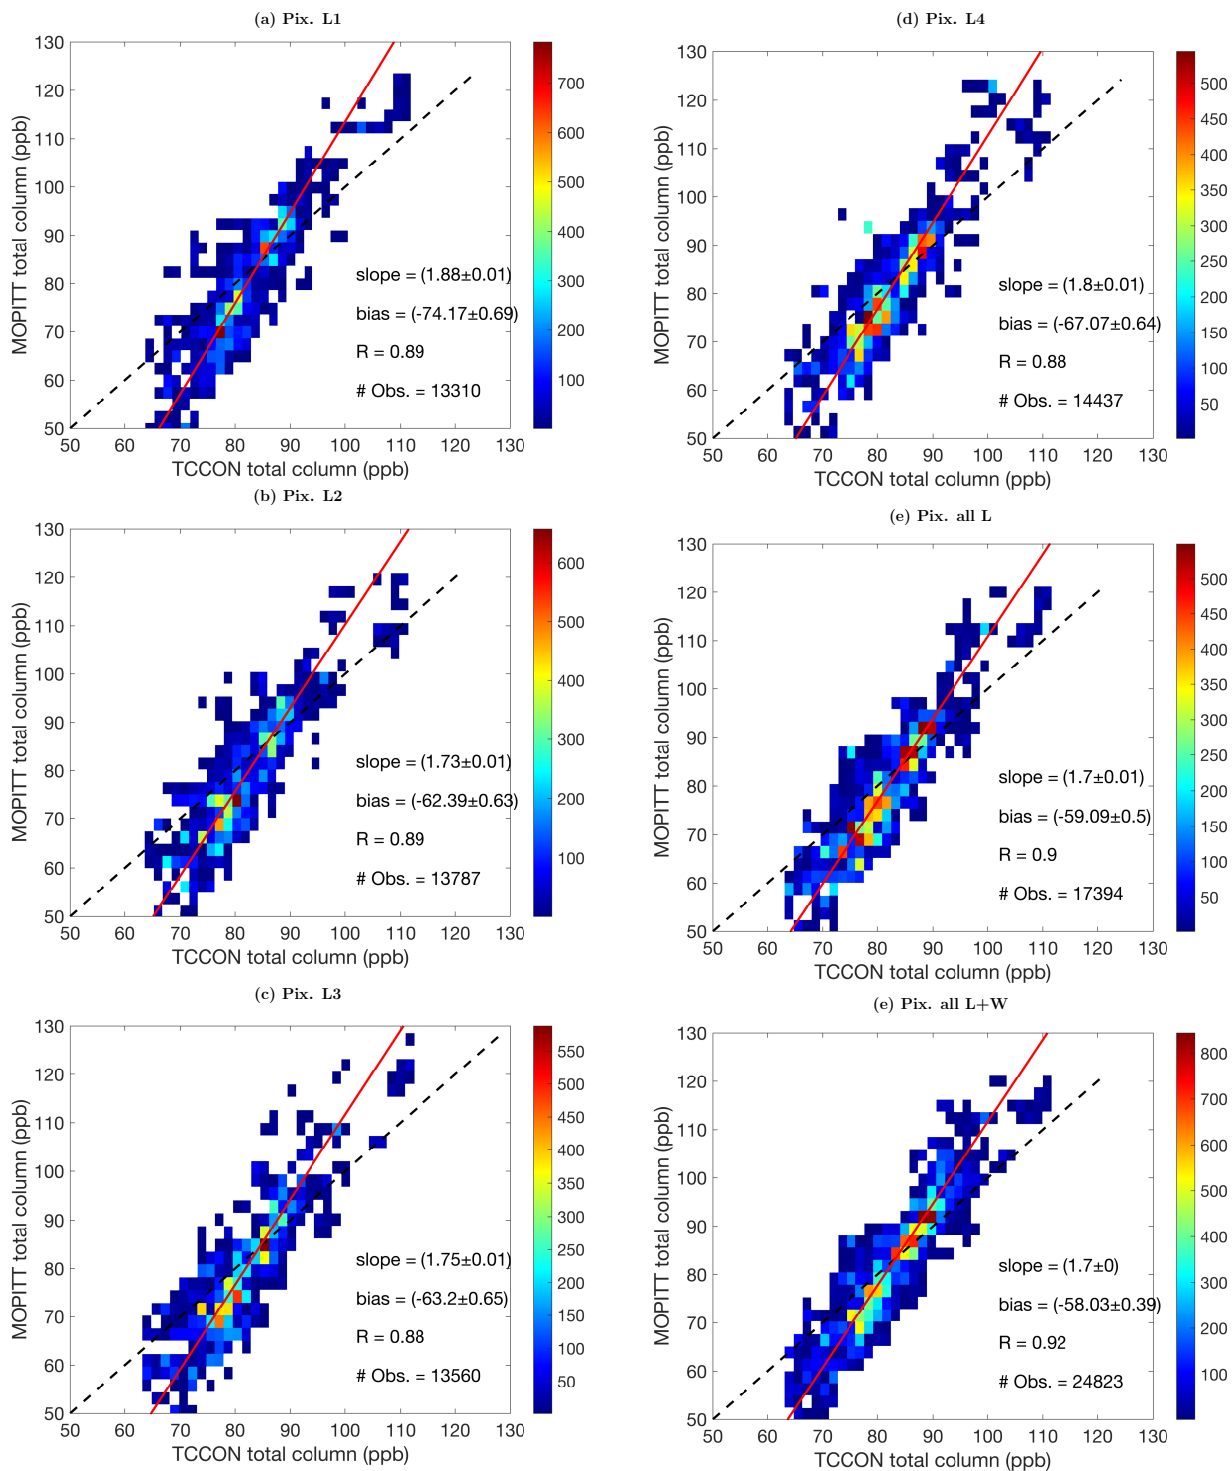 (a) Pix. L1
130
120
110
100
90
80
70
60
50
50 60 70 80 90 100 110 120 130
MOPITT total column (ppb)
TCCON total column (ppb)
slope = (1.88±0.01)
bias = (-74.17±0.69)
R = 0.89
# Obs. = 13310
700
600
500
400
300
200
100
(b) Pix. L2
130
120
110
100
90
80
70
60
50
50 60 70 80 90 100 110 120 130
MOPITT total column (ppb)
TCCON total column (ppb)
slope = (1.73±0.01)
bias = (-62.39±0.63)
R = 0.89
# Obs. = 13787
600
500
400
300
200
100
(c) Pix. L3
130
120
110
100
90
80
70
60
50
50 60 70 80 90 100 110 120 130
MOPITT total column (ppb)
TCCON total column (ppb)
slope = (1.75±0.01)
bias = (-63.2±0.65)
R = 0.88
# Obs. = 13560
550
500
450
400
350
300
250
200
150
100
50
(d) Pix. L4
130
120
110
100
90
80
70
60
50
50 60 70 80 90 100 110 120 130
MOPITT total column (ppb)
TCCON total column (ppb)
slope = (1.8±0.01)
bias = (-67.07±0.64)
R = 0.88
# Obs. = 14437
500
450
400
350
300
250
200
150
100
50
(e) Pix. all L
130
120
110
100
90
80
70
60
50
50 60 70 80 90 100 110 120 130
MOPITT total column (ppb)
TCCON total column (ppb)
slope = (1.7±0.01)
bias = (-59.09±0.5)
R = 0.9
# Obs. = 17394
500
450
400
350
300
250
200
150
100
50
(e) Pix. all L+W
130
120
110
100
90
80
70
60
50
50 60 70 80 90 100 110 120 130
MOPITT total column (ppb)
TCCON total column (ppb)
slope = (1.7±0)
bias = (-58.03±0.39)
R = 0.92
# Obs. = 24823
800
700
600
500
400
300
200
100